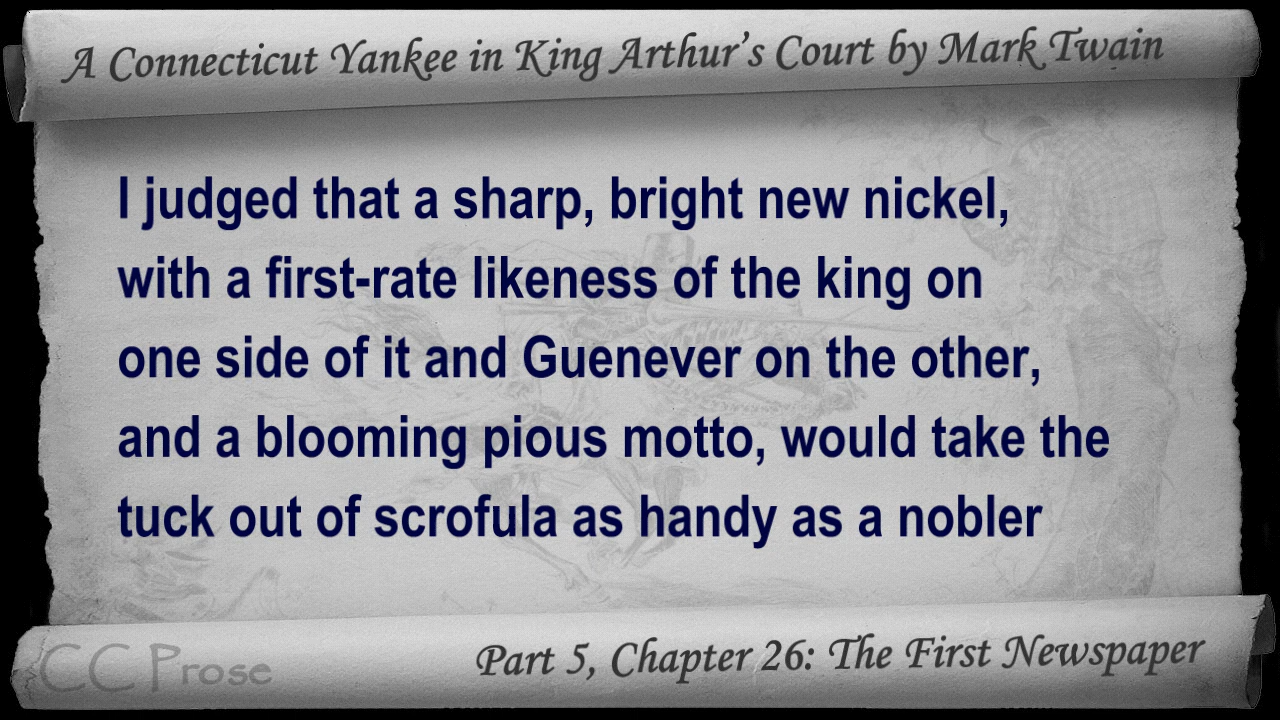 A Connecticut Yankee in King Arthur's Court by Mark Twain
I judged that a sharp, bright new nickel,
with a first-rate likeness of the king on
one side of it and Guenever on the other,
and a blooming pious motto, would take the
tuck out of scrofula as handy as a nobler
CC Prose
Part 5, Chapter 26: The First Newspaper